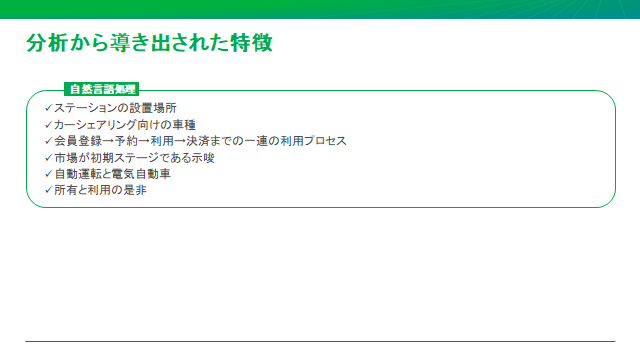 分析から導き出された特徴
自然言語処理
✓ステーションの設置場所
✓カーシェアリング向けの車種
✓会員登録→予約→利用→決済までの一連の利用プロセス
✓市場が初期ステージである示唆
✓自動運転と電気自動車
✓所有と利用の是非